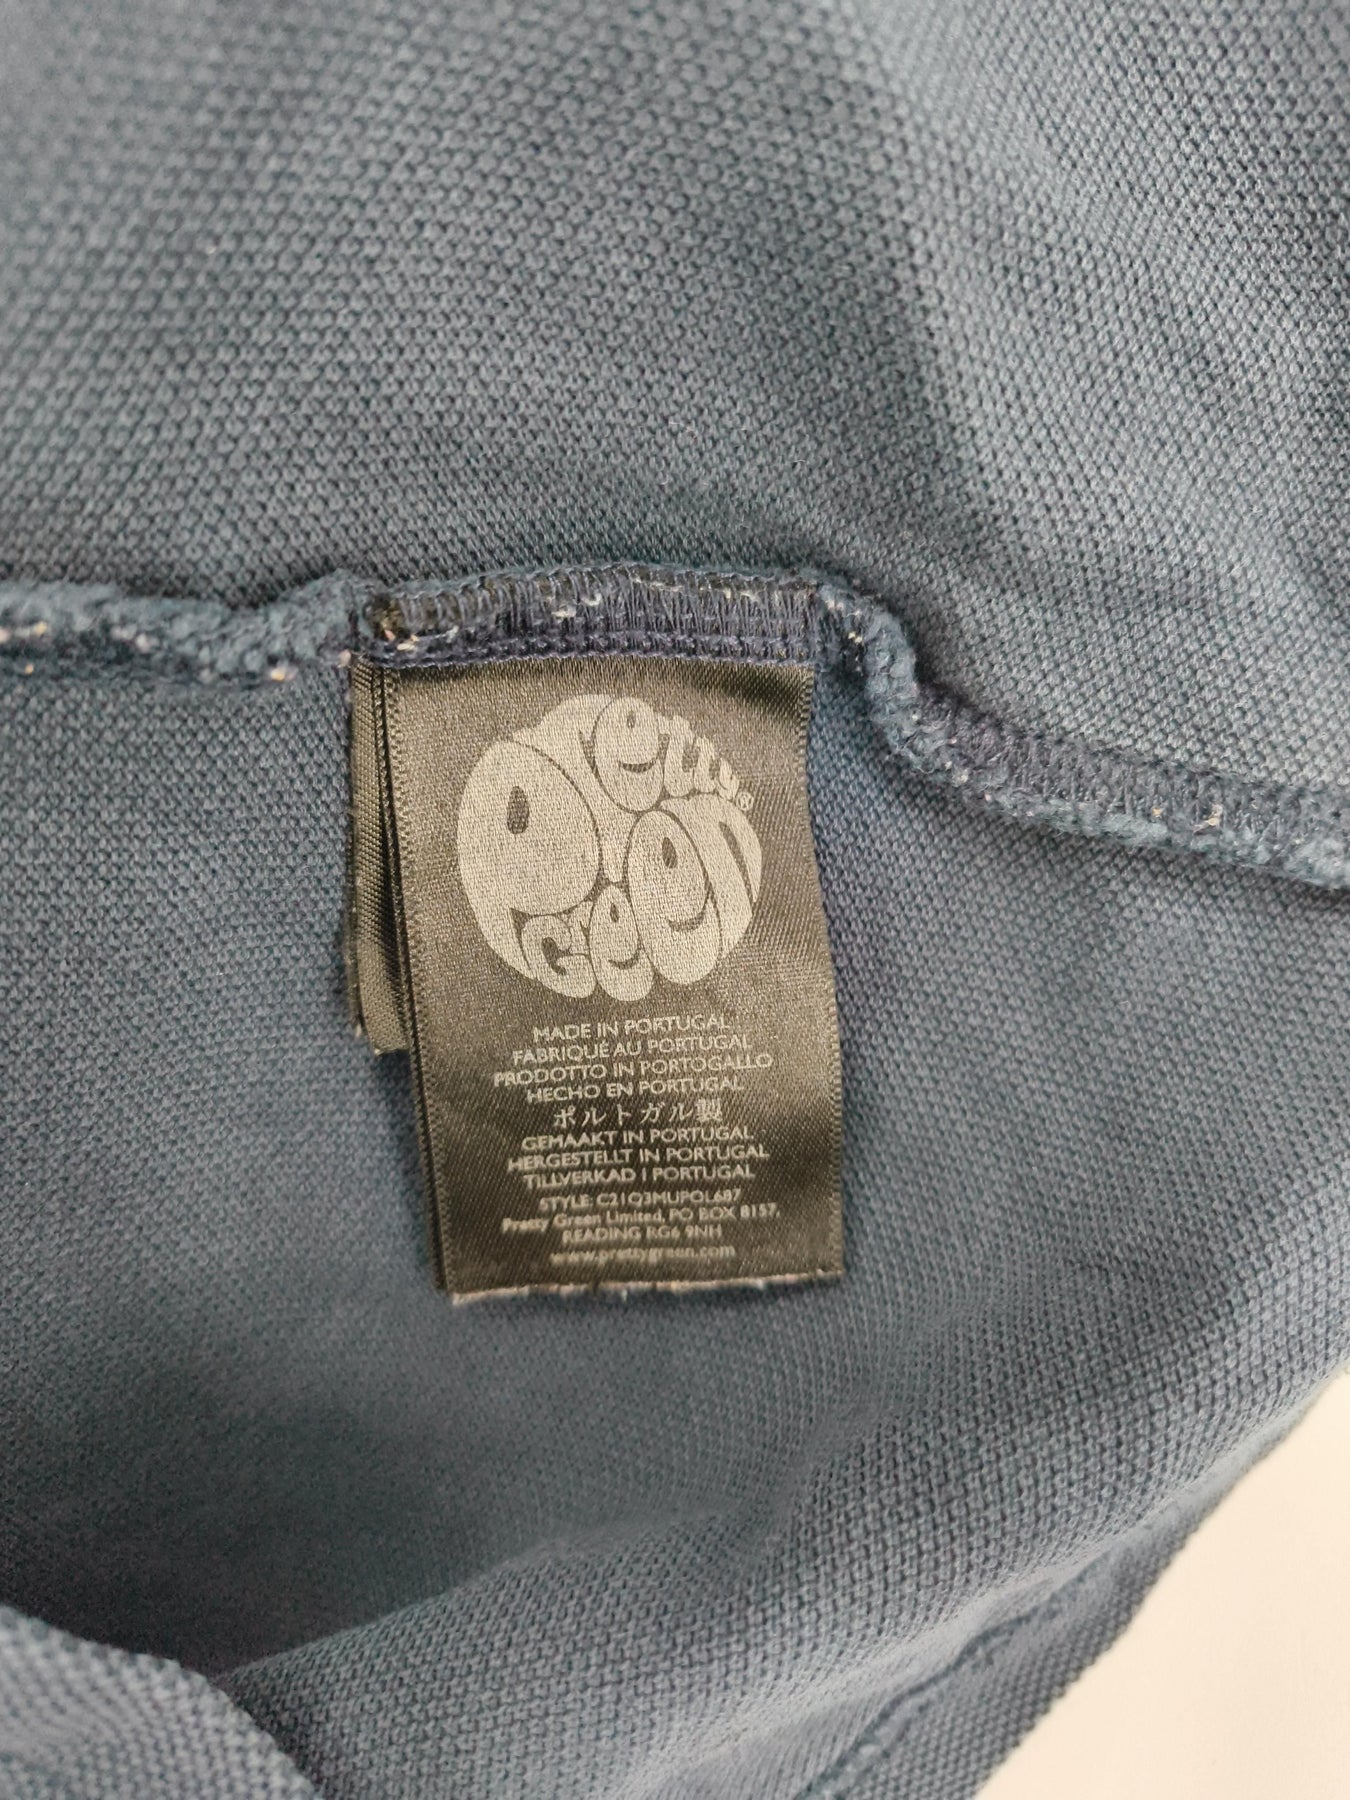 Pretty
Green®
MADE IN PORTUGAL
FABRIQUE AU PORTUGAL
PRODOTTO IN PORTOGALLO
HECHO EN PORTUGAL
ポルトガル製
GEMAAKT IN PORTUGAL
HERGESTELLT IN PORTUGAL
TILLVERKAD I PORTUGAL
STYLE: C21Q3MUPOL687
Pretty Green Limited, PO BOX 8157,
READING RG6 9NH
www.prettygreen.com